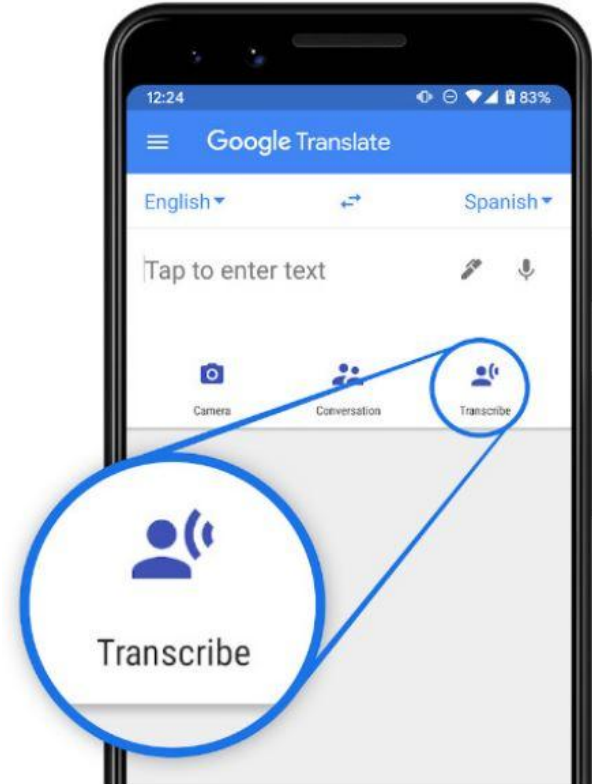 12:24 83%
Google Translate
English Spanish
Tap to enter text
Camera Conversation Transcribe
Transcribe